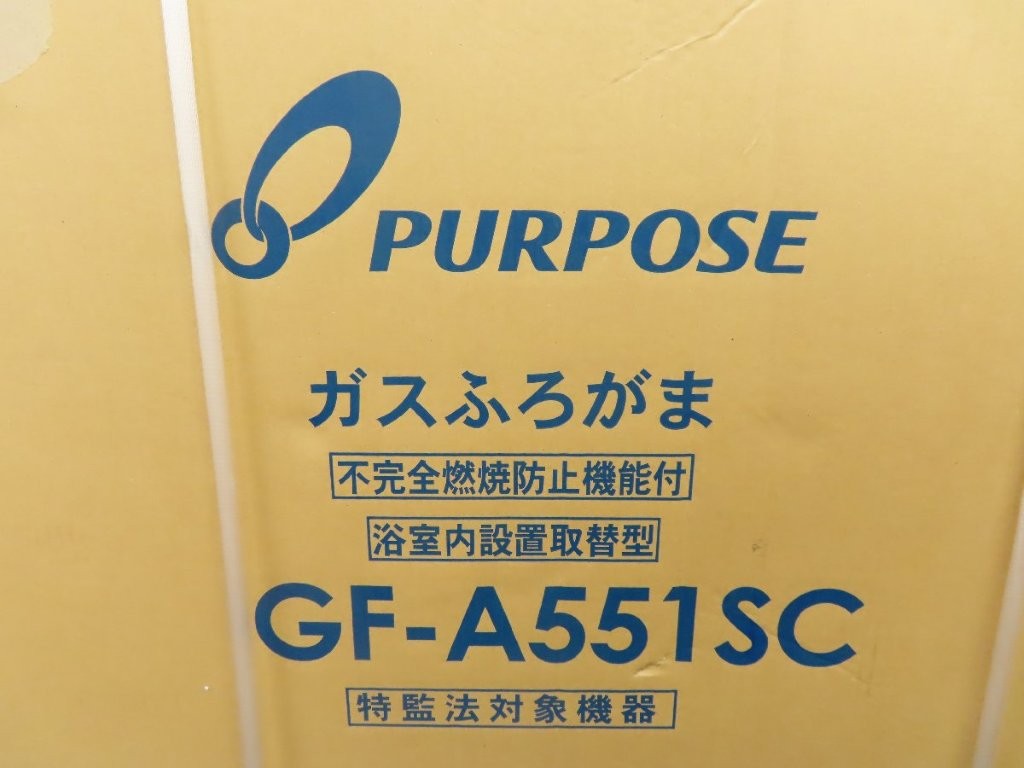 PURPOSE
ガスふろがま
不完全燃焼防止機能付
浴室内設置取替型
GF-A551SC
特監法対象機器